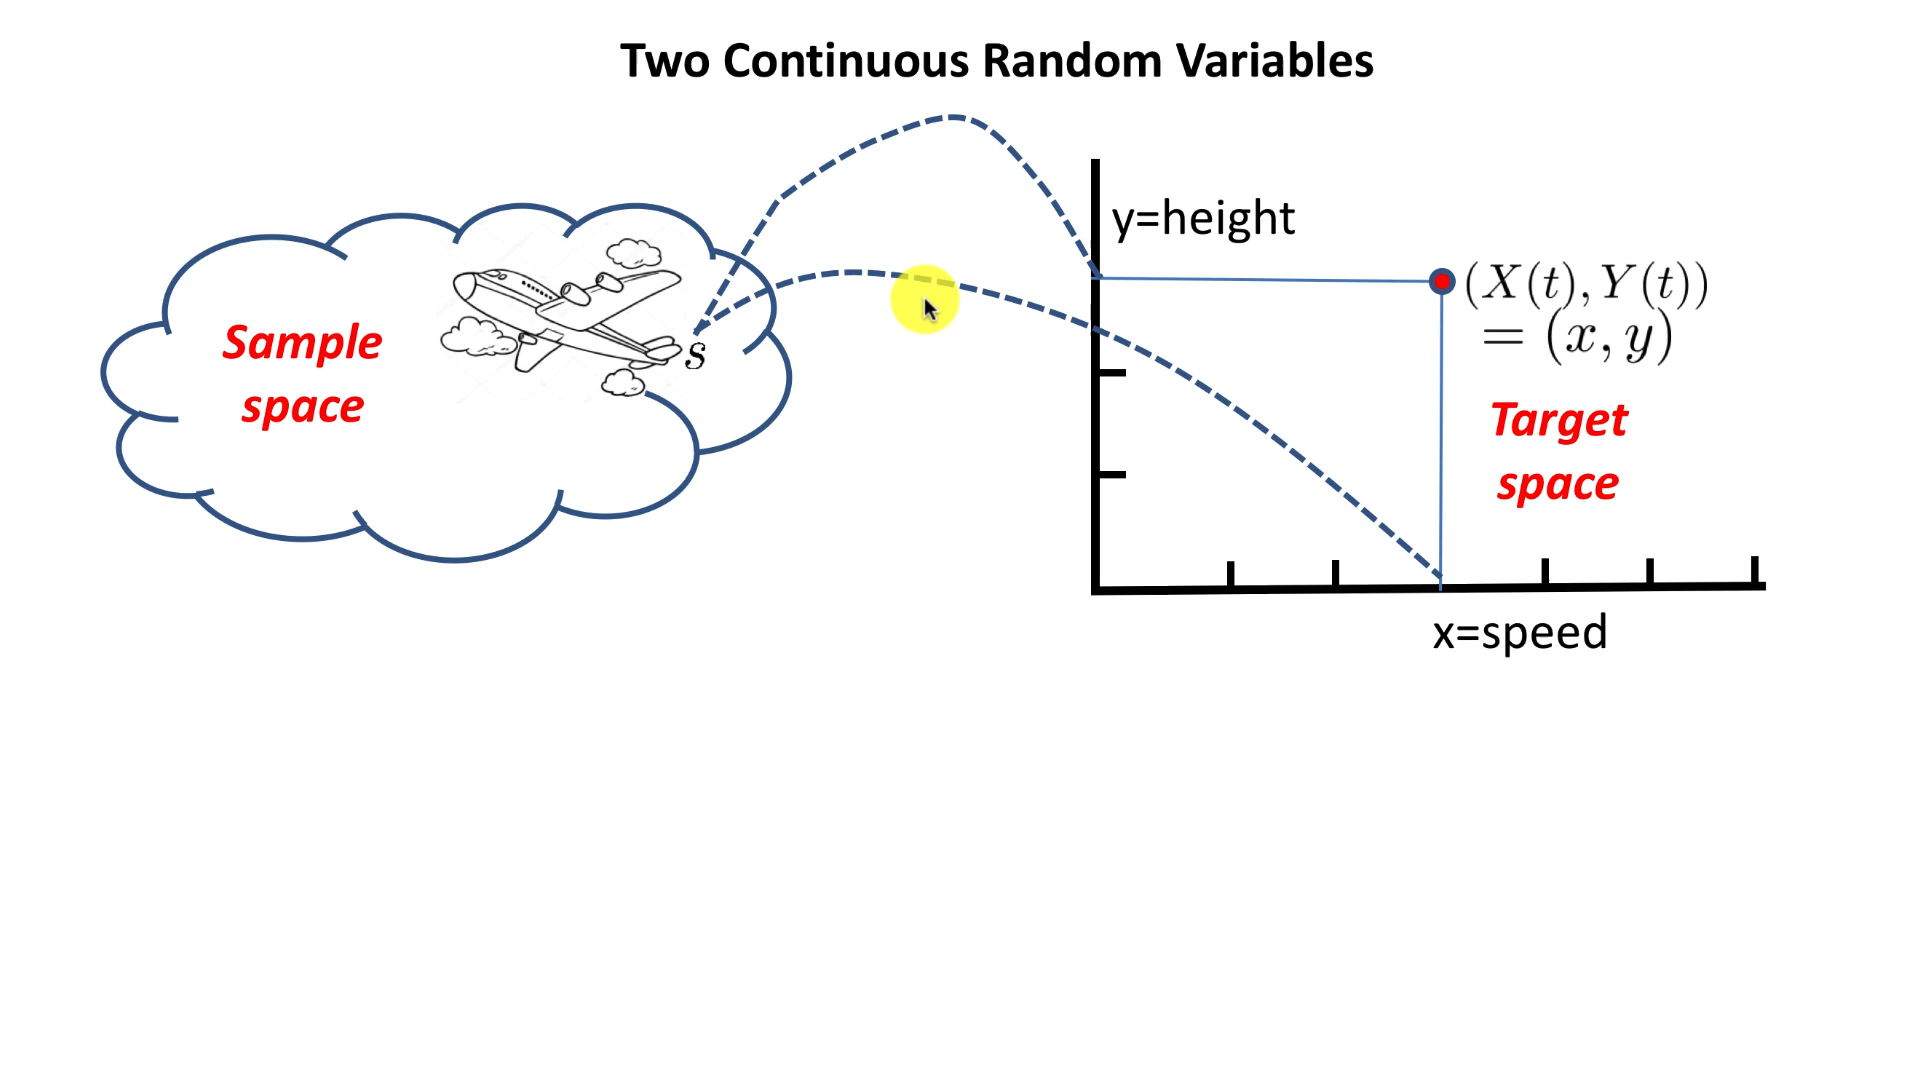 Two Continuous Random Variables
Sample
space
s
y=height
(X(t), Y(t))
= (x, y)
Target
space
x=speed